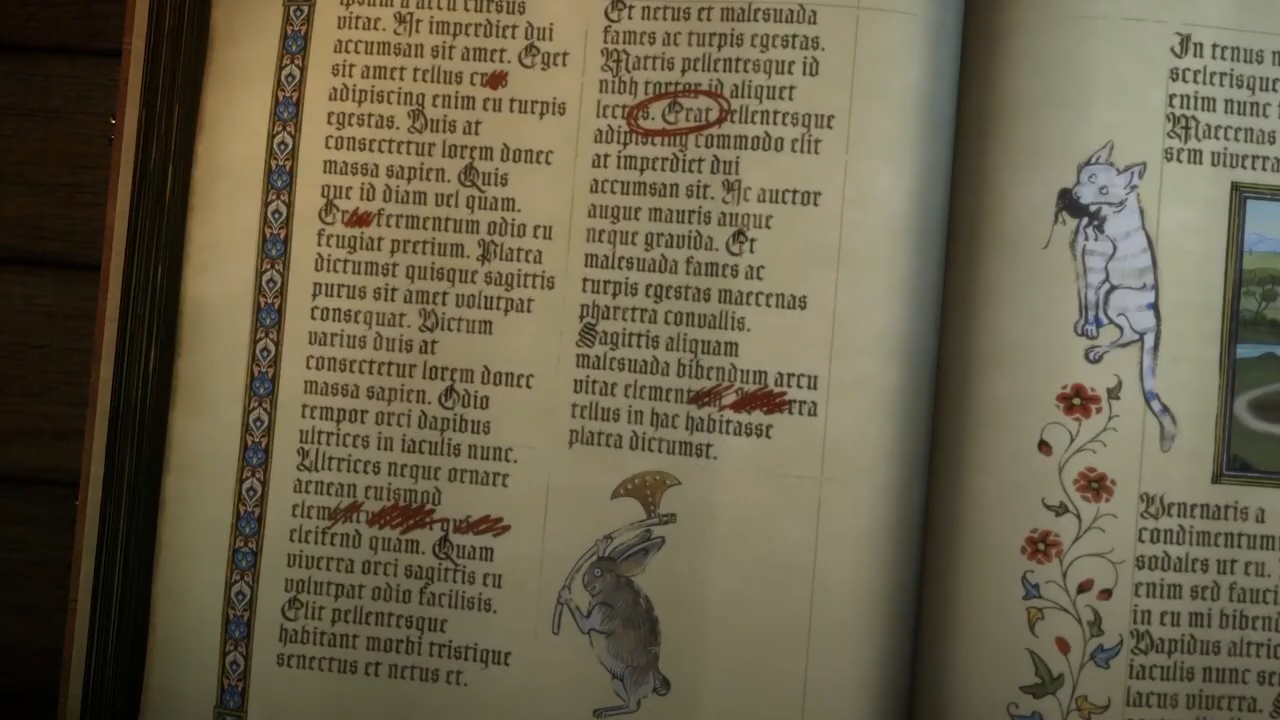 ipsum a arcu cursus
vitae. At imperdiet dui
accumsan sit amet. Eget
sit amet tellus cras
adipiscing enim eu turpis
egestas. Duis at
consectetur lorem donec
massa sapien. Quis
que id diam vel quam.
fermentum odio eu
feugiat pretium. Platea
dictumst quisque sagittis
purus sit amet volutpat
consequat. Dictum
varius duis at
consectetur lorem donec
massa sapien. Odio
tempor orci dapibus
ultrices in iaculis nunc.
Ultrices neque ornare
aenean euismod
eleifend quam. Quam
viverra orci sagittis eu
volutpat odio facilisis.
Elit pellentesque
habitant morbi tristique
senectus et netus et.
Et netus et malesuada
fames ac turpis egestas.
Mattis pellentesque id
nibh tortor id aliquet
lectus. Erat pellentesque
adipiscing commodo elit
at imperdiet dui
accumsan sit. Ac auctor
augue mauris augue
neque gravida. Et
malesuada fames ac
turpis egestas maecenas
pharetra convallis.
Sagittis aliquam
malesuada bibendum arcu
vitae
tellus in hac habitasse
platea dictumst.
In tenus
scelerisque
enim nunc
Maecenas
sem viverra
Venenatis a
condimentum
sodales ut eu.
enim sed fauci
in eu mi biben
Dapidus altric
iaculis nunc se
lacus viverra.